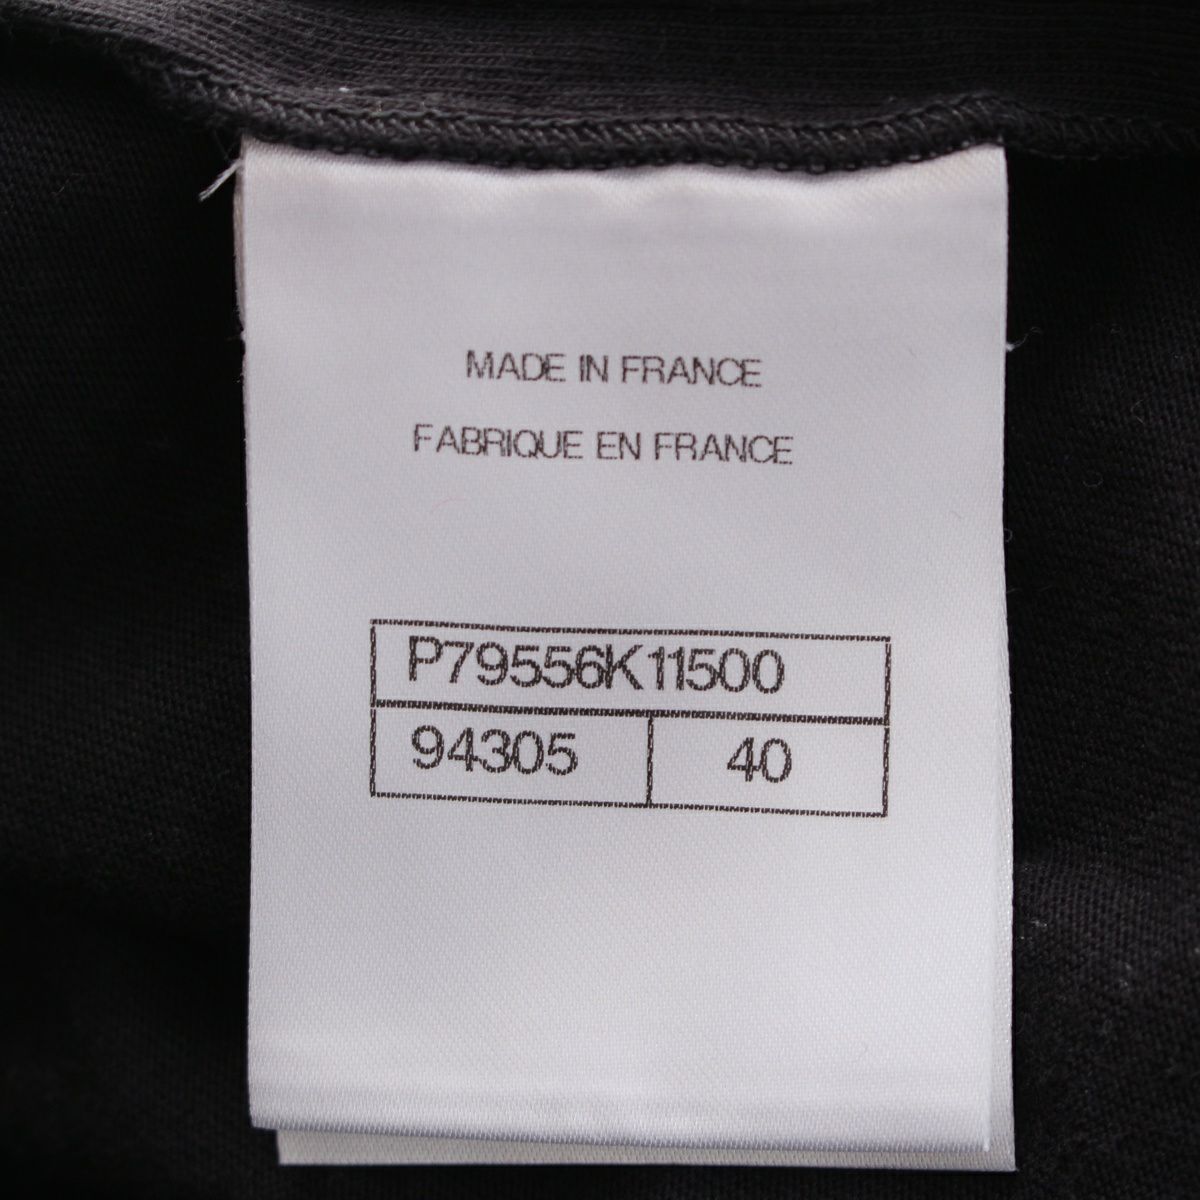 MADE IN FRANCE
FABRIQUE EN FRANCE
P79556K11500
94305 40